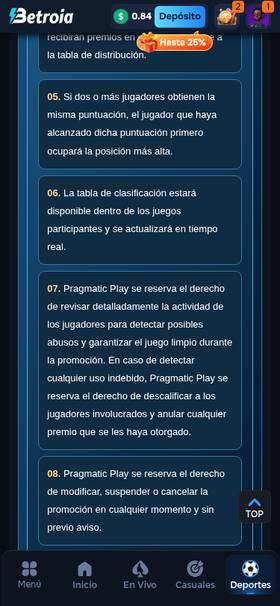 Betroia
$ 0.84 Depósito
2
1
Hasta 25%
la tabla de distribución.
05. Si dos o más jugadores obtienen la
misma puntuación, el jugador que haya
alcanzado dicha puntuación primero
ocupará la posición más alta.
06. La tabla de clasificación estará
disponible dentro de los juegos
participantes y se actualizará en tiempo
real.
07. Pragmatic Play se reserva el derecho
de revisar detalladamente la actividad de
los jugadores para detectar posibles
abusos y garantizar el juego limpio durante
la promoción. En caso de detectar
cualquier uso indebido, Pragmatic Play se
reserva el derecho de descalificar a los
jugadores involucrados y anular cualquier
premio que se les haya otorgado.
08. Pragmatic Play se reserva el derecho
de modificar, suspender o cancelar la
promoción en cualquier momento y sin
previo aviso.
TOP
Menú
Inicio
En Vivo
Casuales
Deportes